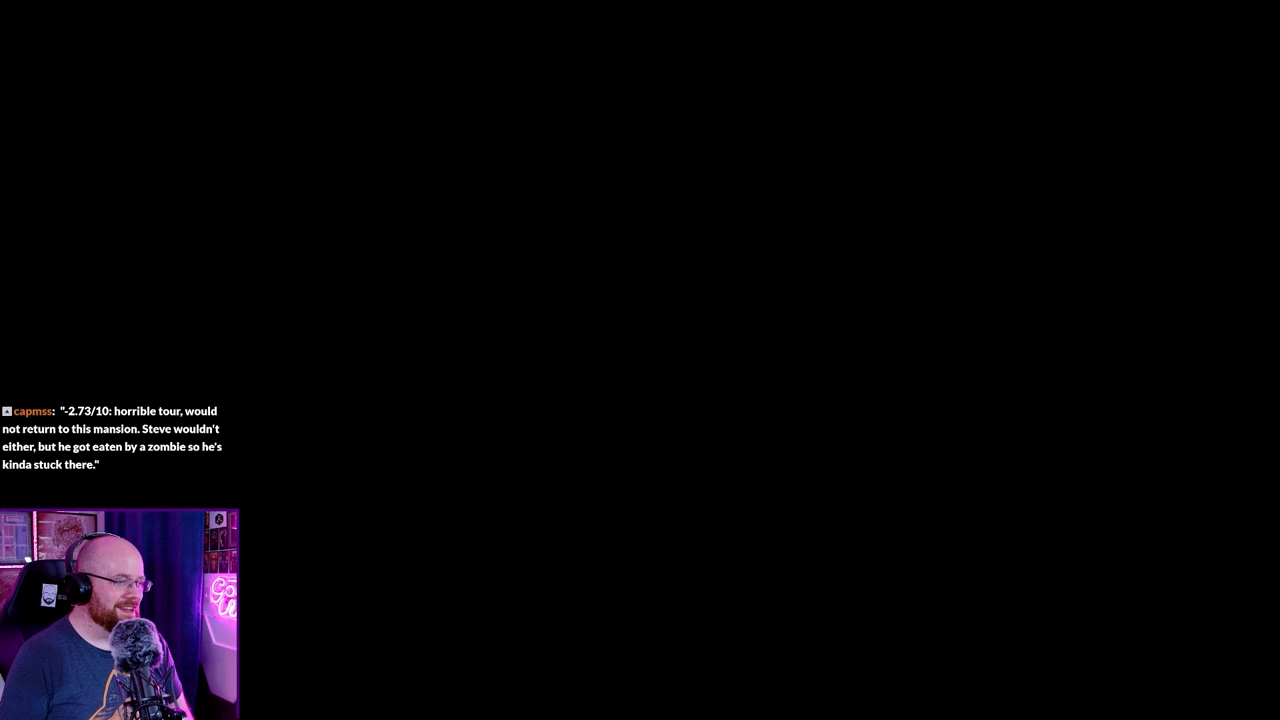 capmss: "-2.73/10: horrible tour, would
not return to this mansion. Steve wouldn't
either, but he got eaten by a zombie so he's
kinda stuck there."